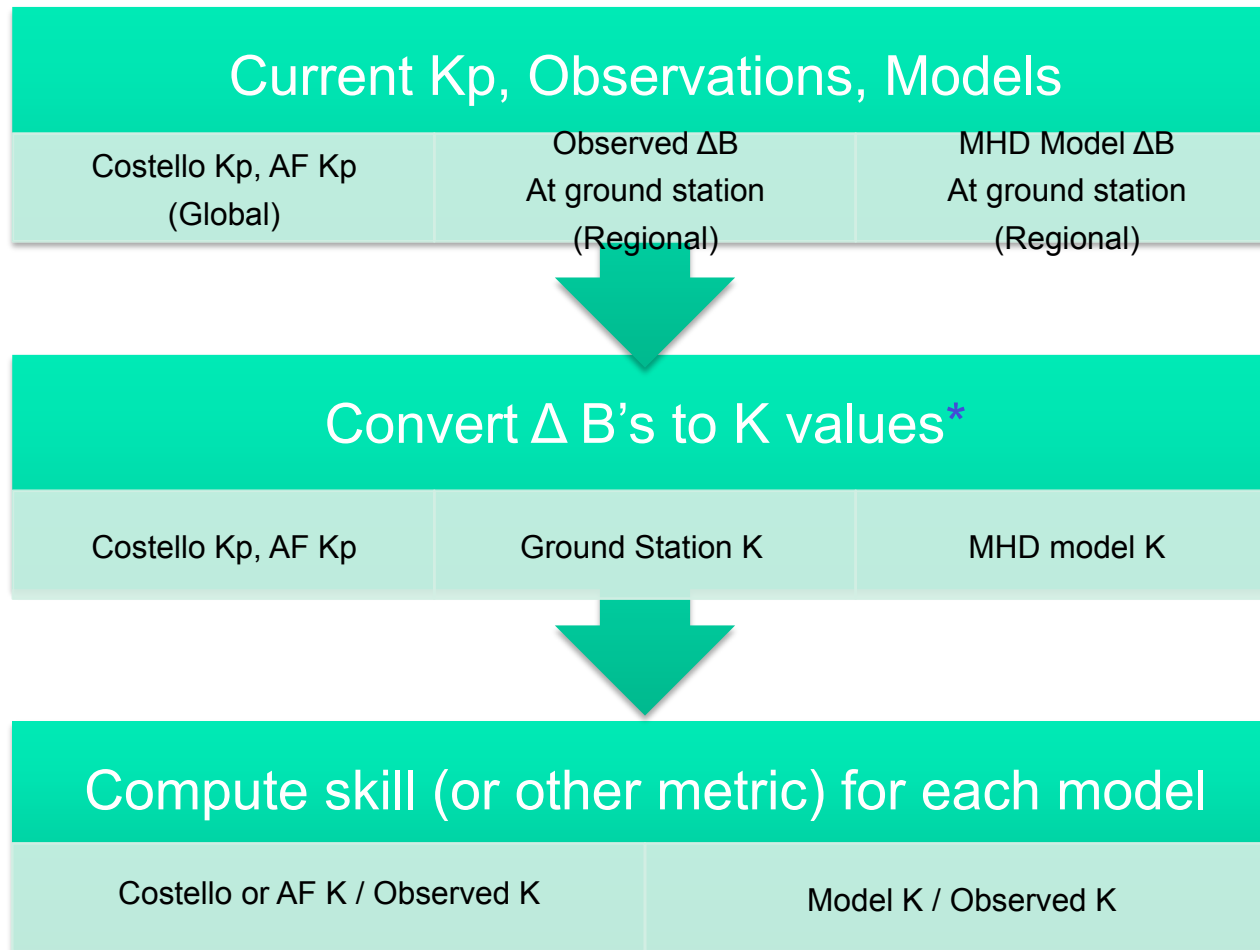 Current Kp, Observations, Models
Costello Kp, AF Kp
(Global)
Observed ΔB
At ground station
(Regional)
MHD Model ΔB
At ground station
(Regional)
Convert Δ B’s to K values*
Costello Kp, AF Kp
Ground Station K
MHD model K
Compute skill (or other metric) for each model
Costello or AF K / Observed K
Model K / Observed K